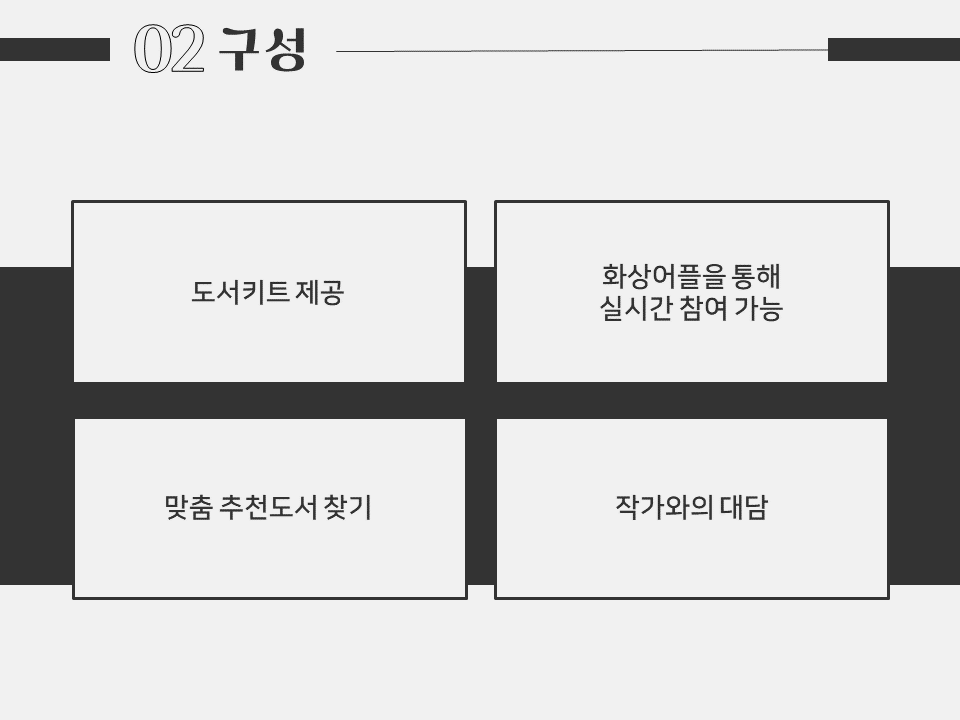 02 구성
도서키트 제공
화상어플을 통해
실시간 참여 가능
맞춤 추천도서 찾기
작가와의 대담